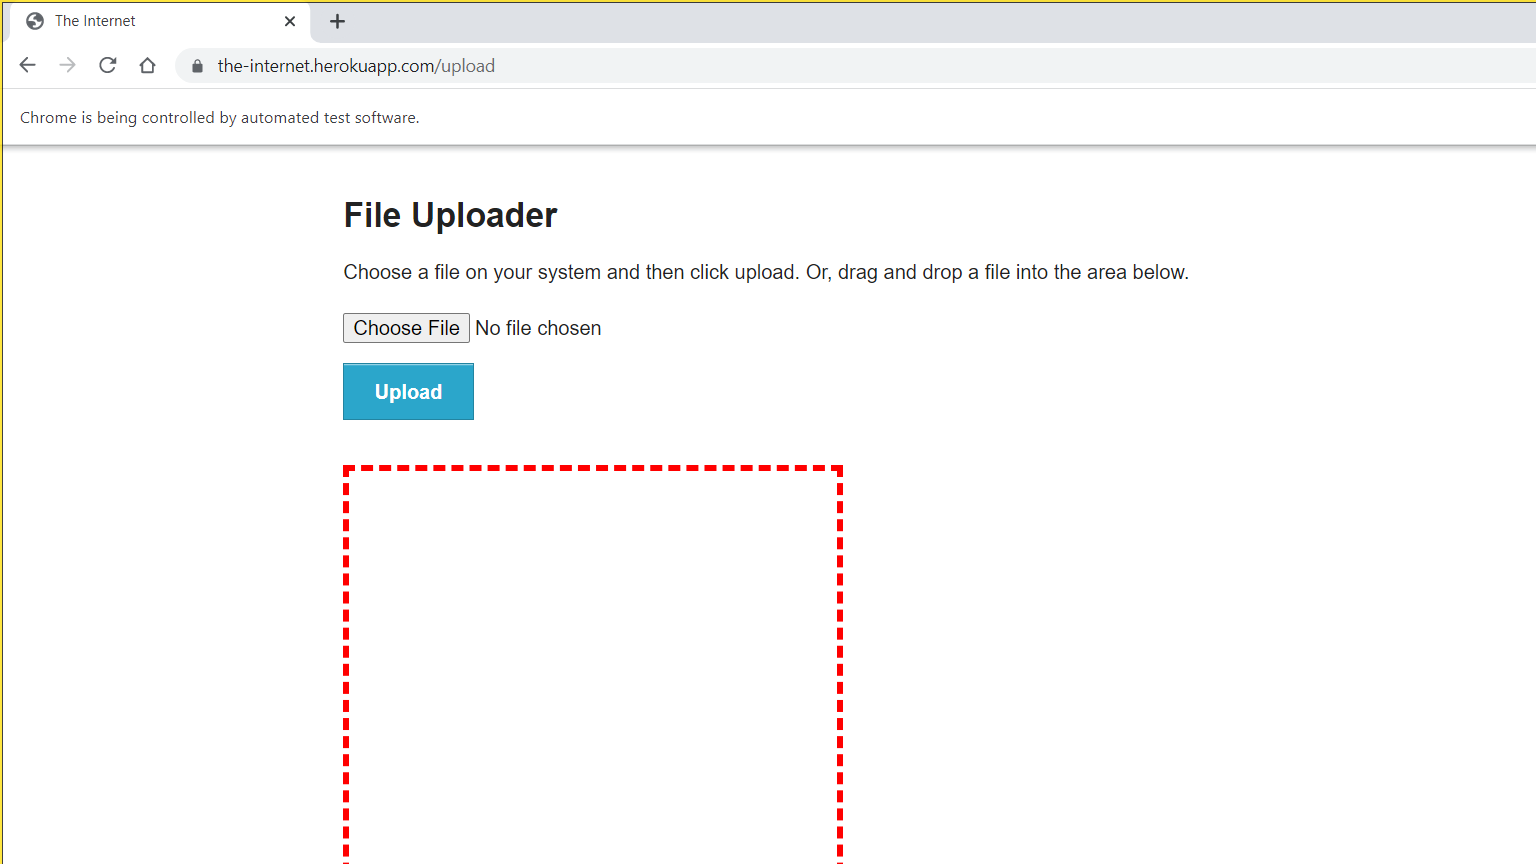 The Internet
the-internet.herokuapp.com/upload
Chrome is being controlled by automated test software.
File Uploader
Choose a file on your system and then click upload. Or, drag and drop a file into the area below.
Choose File No file chosen
Upload